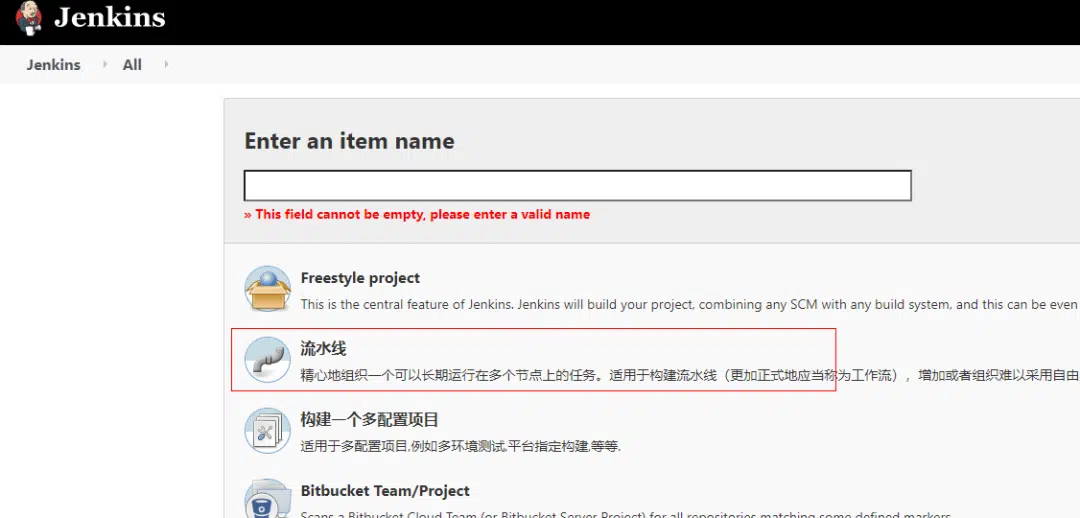 Jenkins
Jenkins All
Enter an item name
» This field cannot be empty, please enter a valid name
Freestyle project
This is the central feature of Jenkins. Jenkins will build your project, combining any SCM with any build system, and this can be even
流水线
精心地组织一个可以长期运行在多个节点上的任务。适用于构建流水线（更加正式地应当称为工作流），增加或者组织难以采用自由
构建一个多配置项目
适用于多配置项目,例如多环境测试,平台指定构建,等等.
Bitbucket Team/Project
Scans a Bitbucket Cloud Team (or Bitbucket Server Project) for all repositories matching some defined markers.